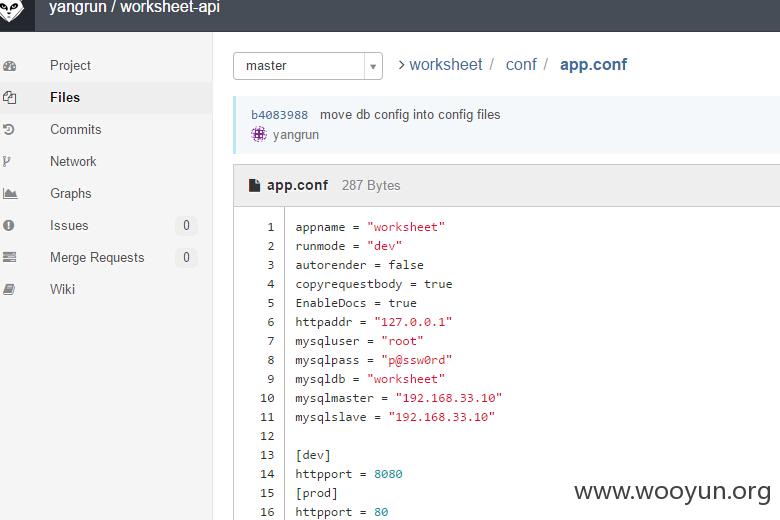 yangrun / worksheet-api
Project
Files
Commits
Network
Graphs
Issues 0
Merge Requests 0
Wiki
master
worksheet / conf / app.conf
b4083988 move db config into config files
yangrun
app.conf 287 Bytes
1 appname = "worksheet"
2 runmode = "dev"
3 autorender = false
4 copyrequestbody = true
5 EnableDocs = true
6 httpaddr = "127.0.0.1"
7 mysqluser = "root"
8 mysqlpass = "p@ssw0rd"
9 mysqldb = "worksheet"
10 mysqlmaster = "192.168.33.10"
11 mysqlslave = "192.168.33.10"
12
13 [dev]
14 httpport = 8080
15 [prod]
16 httpport = 80
www.wooyun.org